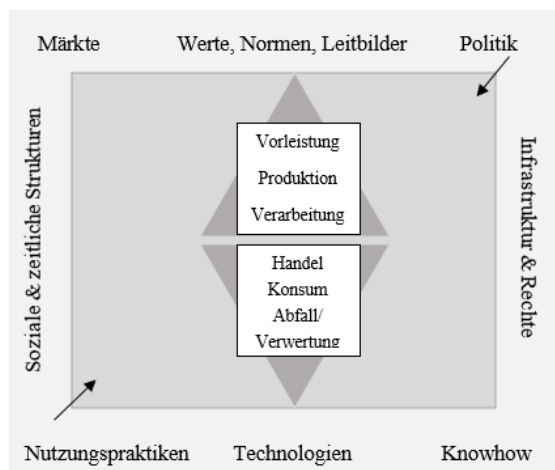 Märkte
Werte, Normen, Leitbilder
Politik
Soziale & zeitliche Strukturen
Vorleistung
Produktion
Verarbeitung
Handel
Konsum
Abfall/
Verwertung
Infrastruktur & Rechte
Nutzungspraktiken
Technologien
Knowhow